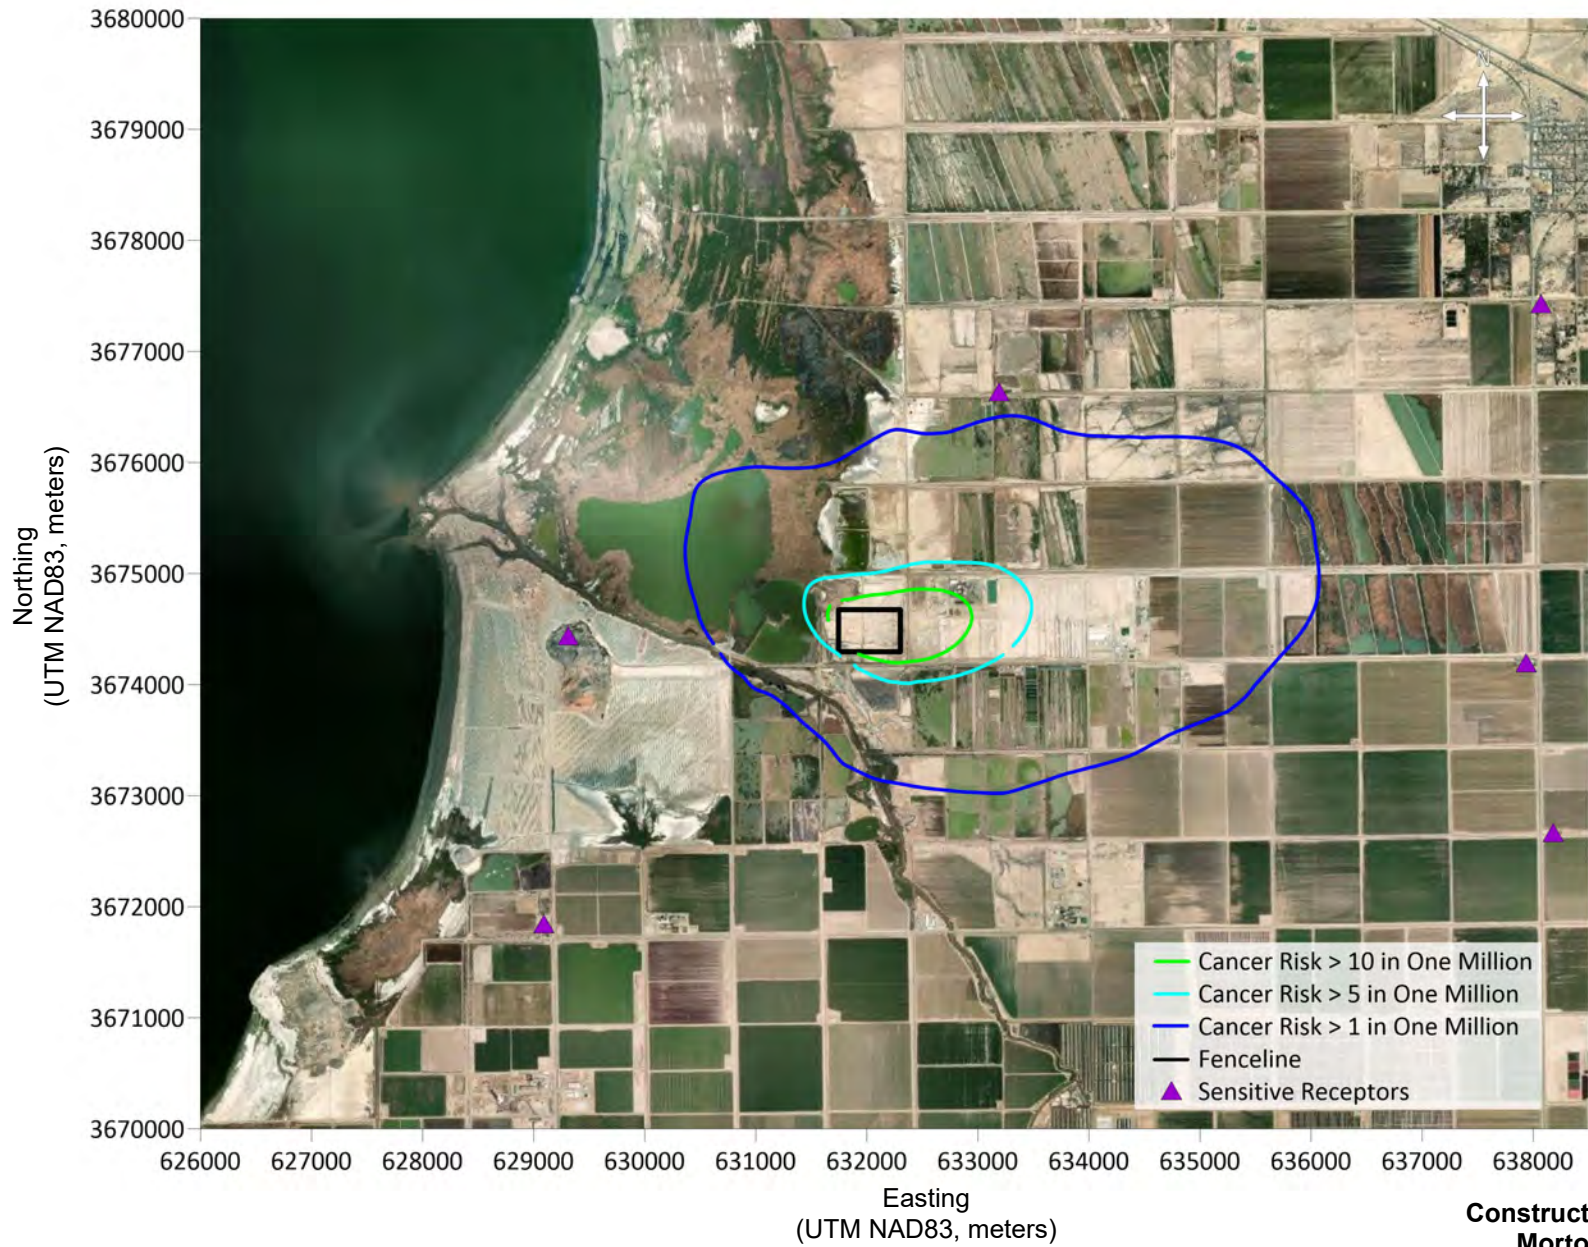 3680000
3679000
3678000
3677000
3676000
3675000
3674000
3673000
3672000
3671000
3670000
Northing
(UTM NAD83, meters)
N
Cancer Risk > 10 in One Million
Cancer Risk > 5 in One Million
Cancer Risk > 1 in One Million
Fenceline
Sensitive Receptors
626000 627000 628000 629000 630000 631000 632000 633000 634000 635000 636000 637000 638000
Easting
(UTM NAD83, meters)
Construct
Morto